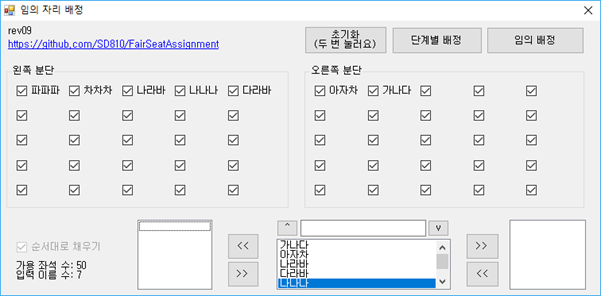 임의 자리 배정
rev09
https://github.com/SD810/FairSeatAssignment
초기화
(두 번 눌러요)
단계별 배정
임의 배정
왼쪽 분단
오른쪽 분단
파파파 차차차 나라바 나나나 다라바
아자차 가나다
순서대로 채우기
가용 좌석 수: 50
입력 이름 수: 7
<<
>>
^
v
가나다
아자차
나라바
다라바
나나나
>>
<<